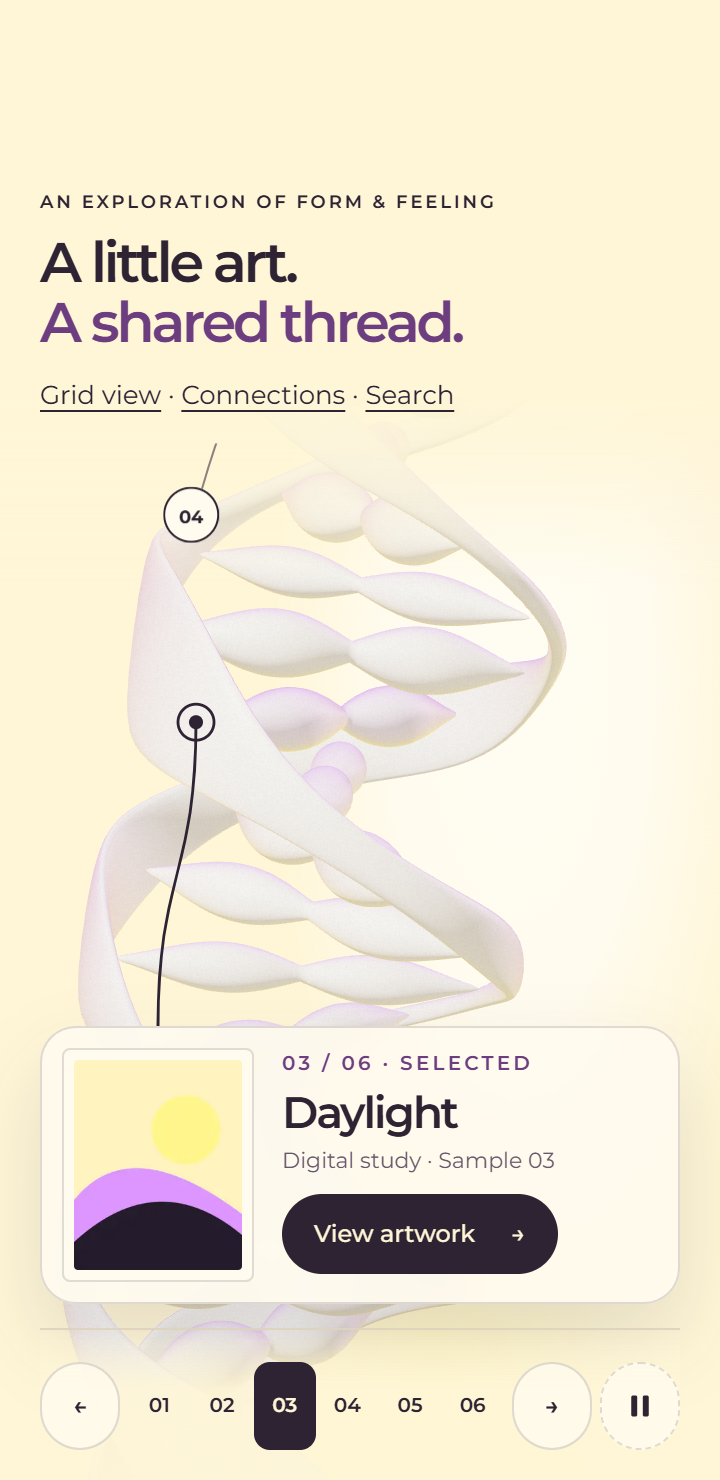 AN EXPLORATION OF FORM & FEELING
A little art.
A shared thread.
Grid view · Connections · Search
04
03 / 06 · SELECTED
Daylight
Digital study · Sample 03
View artwork →
← 01 02 03 04 05 06 →